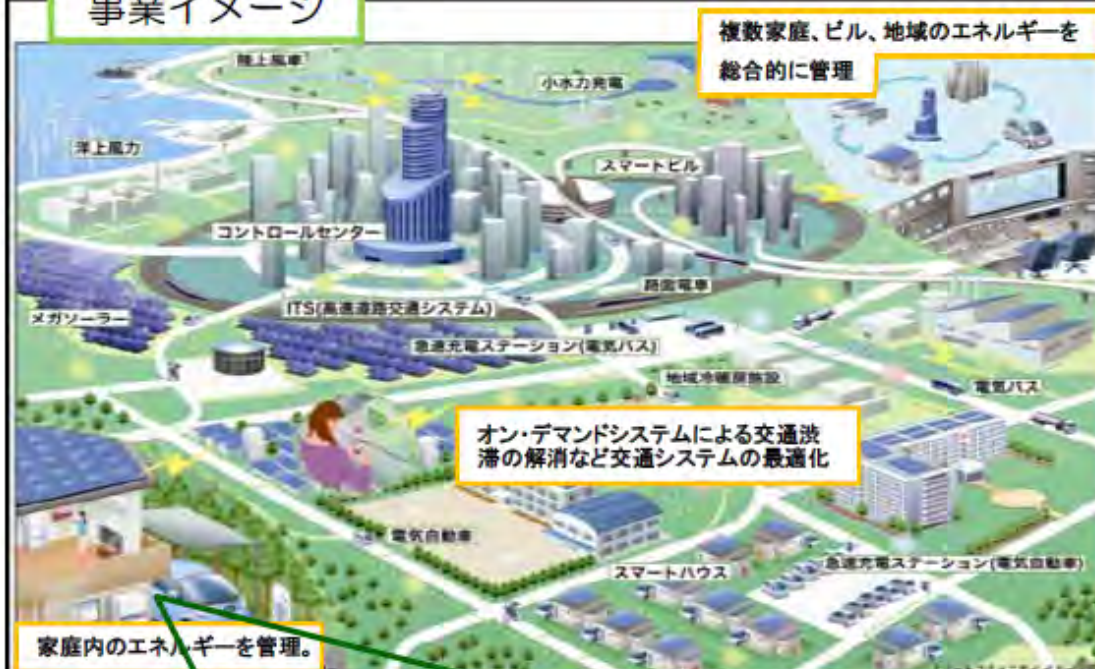 事業イメージ
複数家庭、ビル、地域のエネルギーを
総合的に管理
陸上風車
小水力発電
洋上風力
スマートビル
コントロールセンター
路面電車
ITS(高速道路交通システム)
メガソーラー
急速充電ステーション(電気バス)
地域冷暖房施設
電気バス
オン・デマンドシステムによる交通渋
滞の解消など交通システムの最適化
電気自動車
スマートハウス
急速充電ステーション(電気自動車)
家庭内のエネルギーを管理。